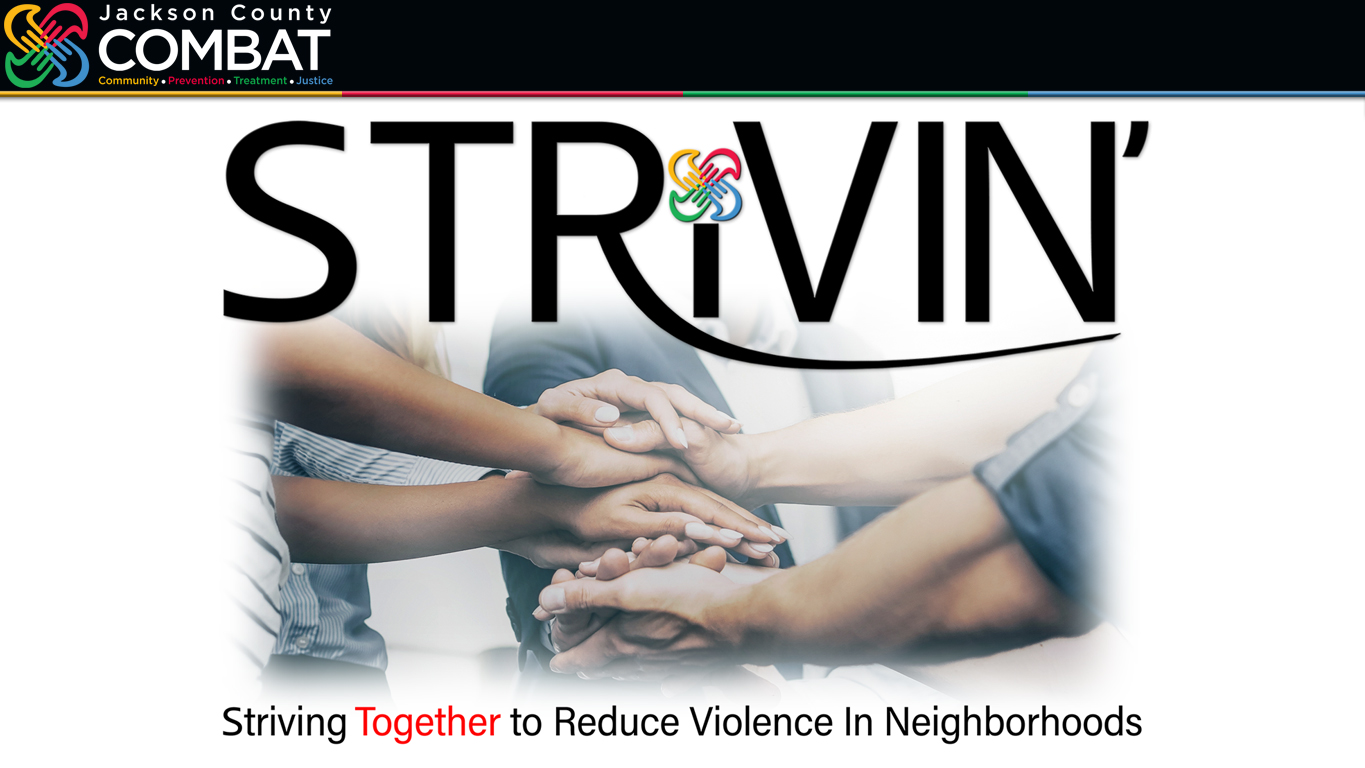 Jackson County
COMBAT
Community • Prevention • Treatment • Justice
STRiVIN’
Striving Together to Reduce Violence In Neighborhoods